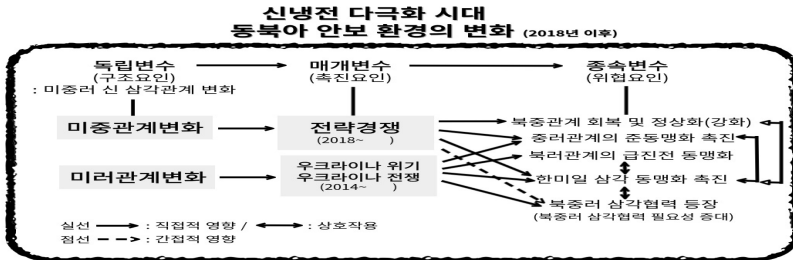 신냉전 다극화 시대
동북아 안보 환경의 변화 (2018년 이후)
독립변수 매개변수 종속변수
(구조요인) (촉진요인) (위협요인)
: 미중러 신 삼각관계 변화
미중관계변화
전략경쟁
(2018~ )
미러관계변화
우크라이나 위기
우크라이나 전쟁
(2014~ )
북중관계 회복 및 정상화(강화)
중러관계의 준동맹화 촉진
북러관계의 급진전 동맹화
한미일 삼각 동맹화 촉진
북중러 삼각협력 등장
(북중러 삼각협력 필요성 증대)
실선 : 직접적 영향 / : 상호작용
점선 : 간접적 영향